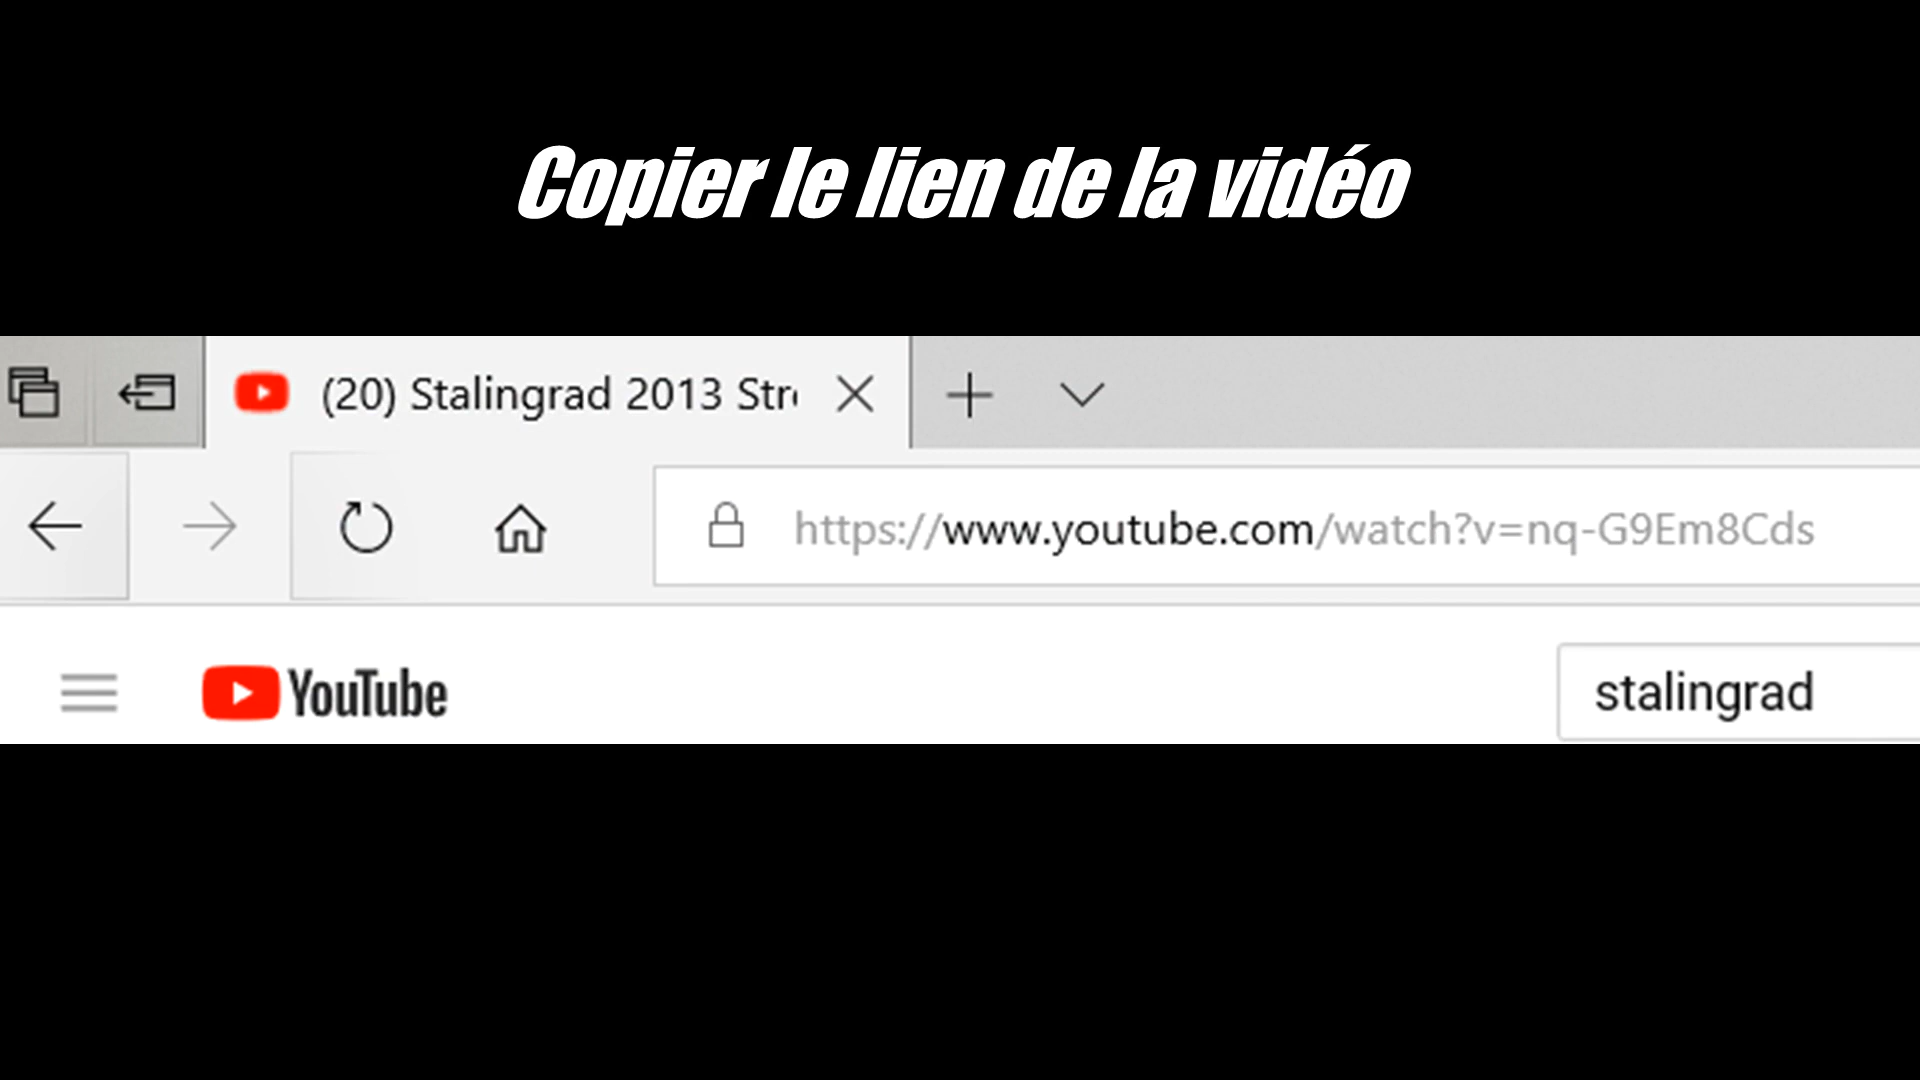 Copier le lien de la vidéo
(20) Stalingrad 2013 Str
https://www.youtube.com/watch?v=nq-G9Em8Cds
YouTube
stalingrad